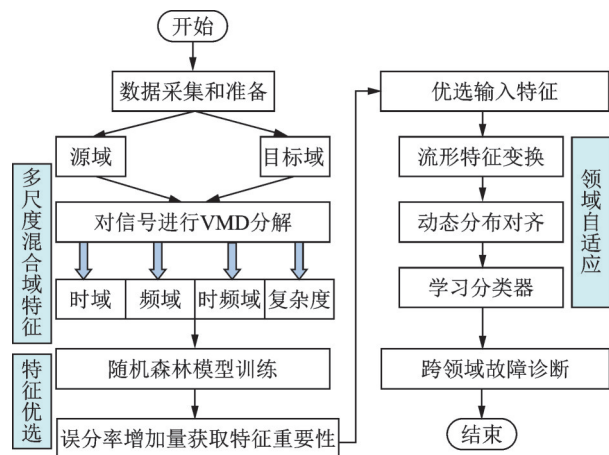 开始
数据采集和准备
源域
目标域
多尺度混合域特征
对信号进行VMD分解
时域
频域
时频域
复杂度
特征优选
随机森林模型训练
误分率增加量获取特征重要性
优选输入特征
流形特征变换
领域自适应
动态分布对齐
学习分类器
跨领域故障诊断
结束